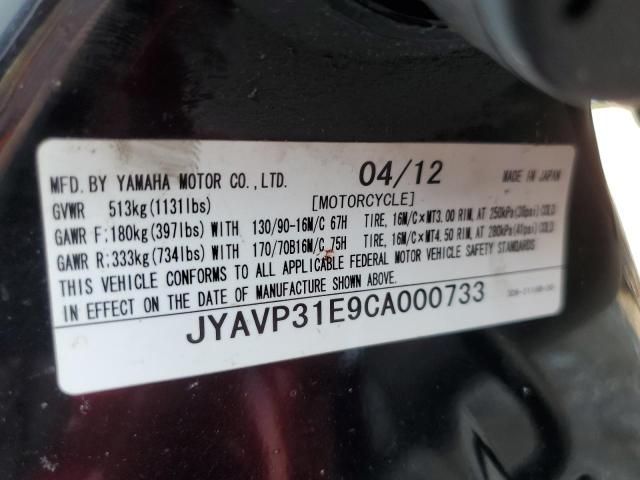 MFD. BY YAMAHA MOTOR CO., LTD. 04/12 MADE IN JAPAN
GVWR 513kg(1131lbs) [MOTORCYCLE]
GAWR F:180kg(397lbs) WITH 130/90-16M/C 67H TIRE, 16M/C×MT3.00 RIM, AT 250kPa(36psi)COLD
GAWR R:333kg(734lbs) WITH 170/70B16M/C 75H TIRE, 16M/C×MT4.50 RIM, AT 280kPa(41psi)COLD
THIS VEHICLE CONFORMS TO ALL APPLICABLE FEDERAL MOTOR VEHICLE SAFETY STANDARDS
IN EFFECT ON THE DATE OF MANUFACTURE SHOWN ABOVE.
JYAVP31E9CA000733